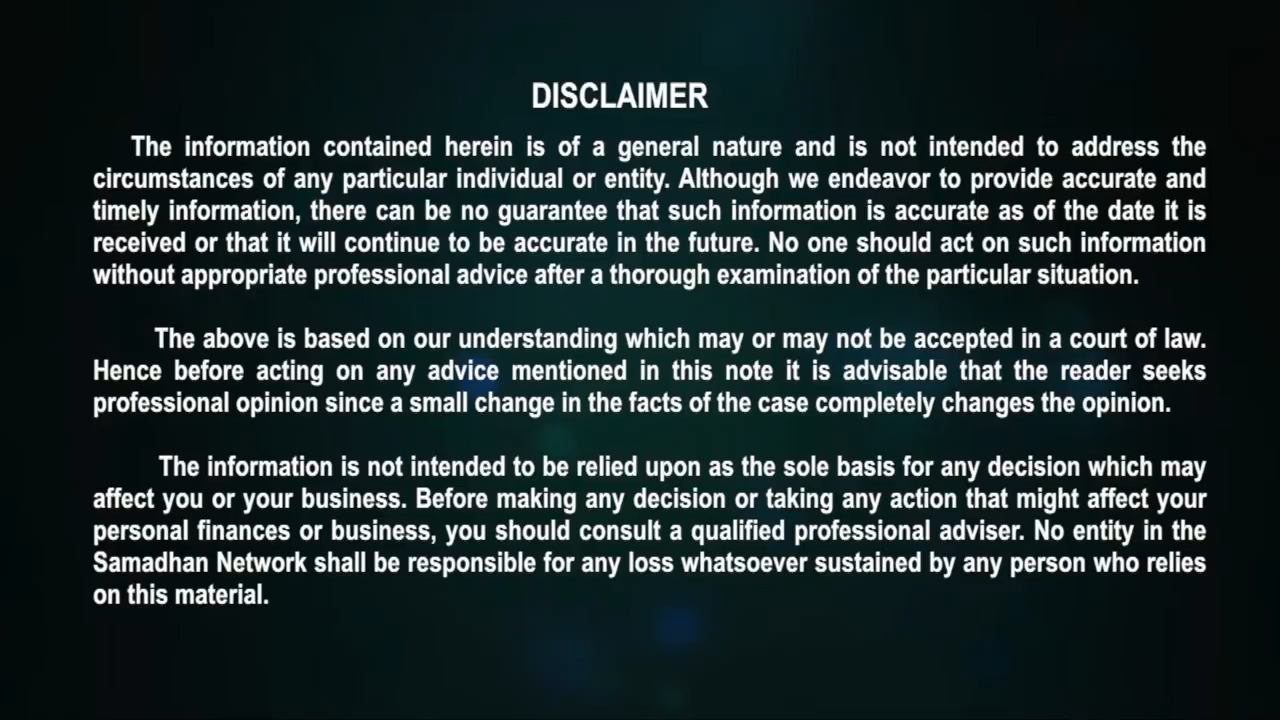 DISCLAIMER
The information contained herein is of a general nature and is not intended to address the
circumstances of any particular individual or entity. Although we endeavor to provide accurate and
timely information, there can be no guarantee that such information is accurate as of the date it is
received or that it will continue to be accurate in the future. No one should act on such information
without appropriate professional advice after a thorough examination of the particular situation.
The above is based on our understanding which may or may not be accepted in a court of law.
Hence before acting on any advice mentioned in this note it is advisable that the reader seeks
professional opinion since a small change in the facts of the case completely changes the opinion.
The information is not intended to be relied upon as the sole basis for any decision which may
affect you or your business. Before making any decision or taking any action that might affect your
personal finances or business, you should consult a qualified professional adviser. No entity in the
Samadhan Network shall be responsible for any loss whatsoever sustained by any person who relies
on this material.